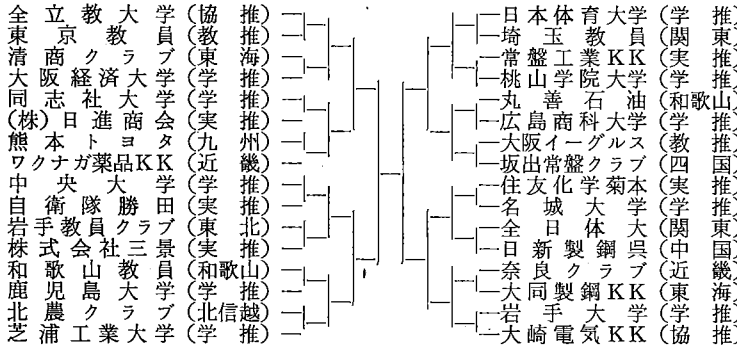 全立教大学(協推)
東京教員(教推)
清商クラブ(東海)
大阪経済大学(学推)
同志社大学(学推)
(株)日進商会(実推)
熊本トヨタ(九州)
ワクナガ薬品KK(近畿)
中央大学(学推)
自衛隊勝田(実推)
岩手教員クラブ(東北)
株式会社三景(実推)
和歌山教員(和歌山)
鹿児島大学(学推)
北農クラブ(北信越)
芝浦工業大学(学推)
日本体育大学(学推)
埼玉教員(関東)
常盤工業KK(実推)
桃山学院大学(学推)
丸善石油(和歌山)
広島商科大学(学推)
大阪イーグルス(教推)
坂出常盤クラブ(四国)
住友化学菊本(実推)
名城大学(学推)
全日体大(関東)
日新製鋼呉(中国)
奈良クラブ(近畿)
大同製鋼KK(東海)
岩手大学(学推)
大崎電気KK(協推)